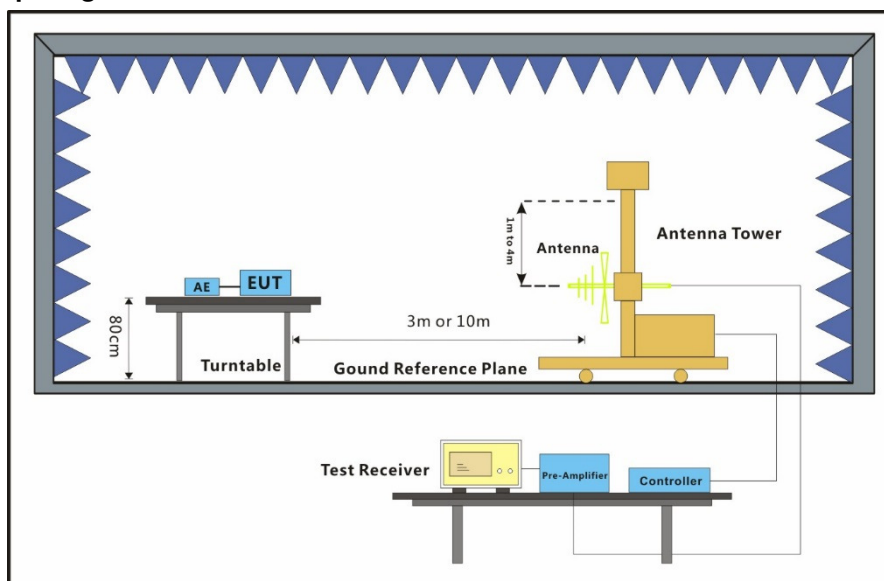 1m to 4m
Antenna
Antenna Tower
AE
EUT
80cm
3m or 10m
Turntable
Gound Reference Plane
Test Receiver
Pre-Amplifier
Controller